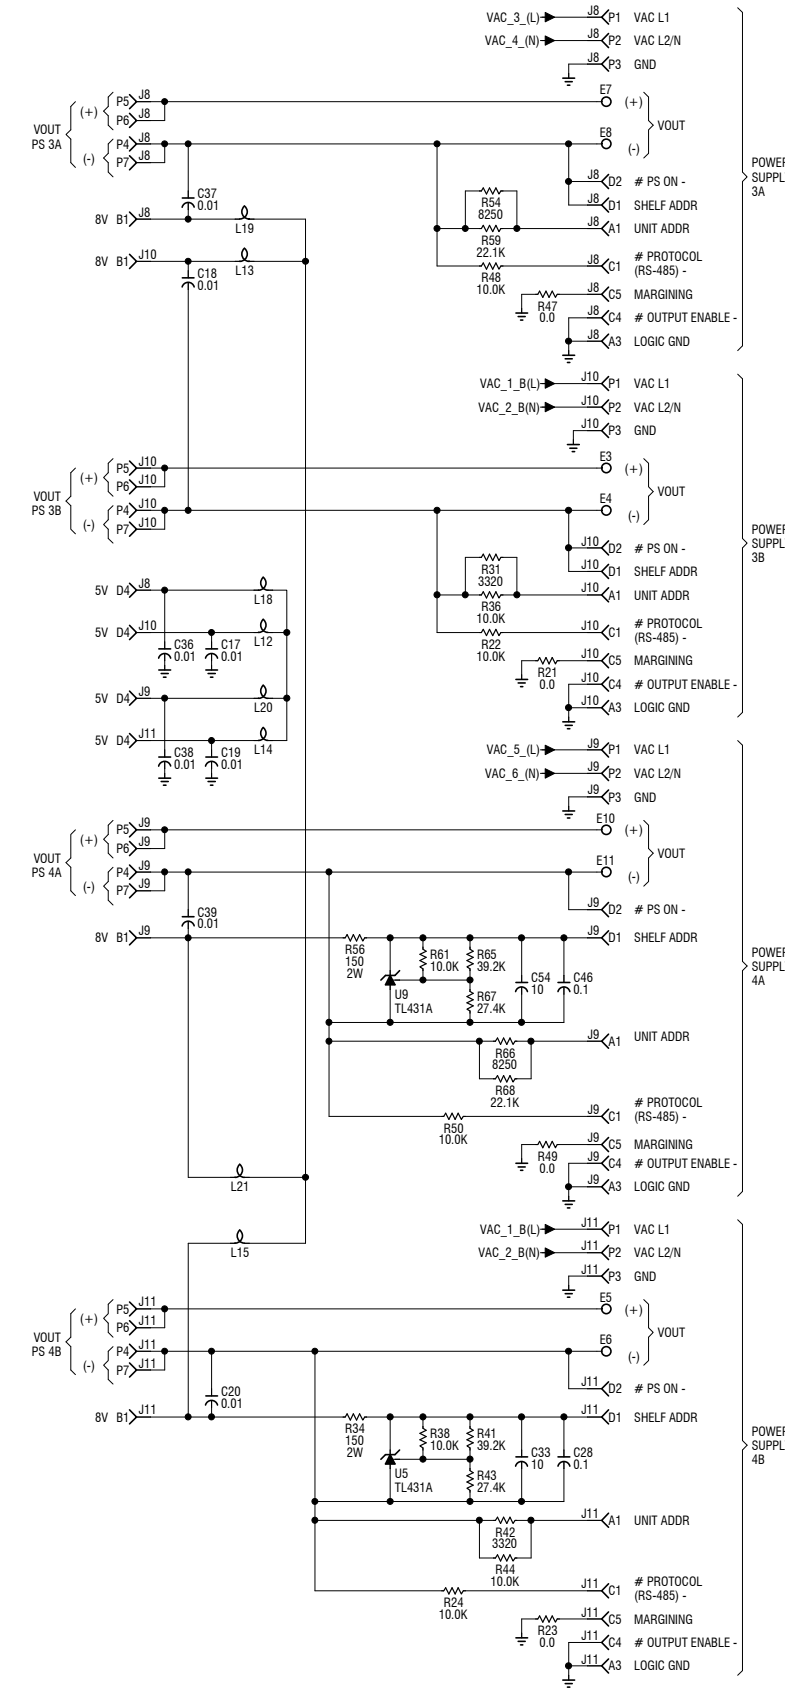 VAC_3_(L) J8 P1 VAC L1
VAC_4_(N) J8 P2 VAC L2/N
J8 P3 GND
P5 J8 E7 (+)
(+)
P6 J8
VOUT
PS 3A
VOUT
P4 J8 E8
(-)
P7 J8
(-)
POWER
SUPPL
3A
J8 D2 # PS ON -
C37
0.01
R54
8250
J8 D1 SHELF ADDR
8V B1 J8 L19
J8 A1 UNIT ADDR
R59
22.1K
8V B1 J10 L13
C18
0.01
J8 C1 # PROTOCOL
(RS-485) -
R48
10.0K
J8 C5 MARGINING
R47
0.0
J8 C4 # OUTPUT ENABLE -
J8 A3 LOGIC GND
VAC_1_B(L) J10 P1 VAC L1
VAC_2_B(N) J10 P2 VAC L2/N
J10 P3 GND
P5 J10 E3 (+)
(+)
P6 J10
VOUT
PS 3B
VOUT
P4 J10 E4
(-)
P7 J10
(-)
POWER
SUPPL
3B
J10 D2 # PS ON -
R31
3320
J10 D1 SHELF ADDR
5V D4 J8 L18
J10 A1 UNIT ADDR
R36
10.0K
5V D4 J10 L12
C36
0.01
C17
0.01
J10 C1 # PROTOCOL
(RS-485) -
R22
10.0K
J10 C5 MARGINING
R21
0.0
J10 C4 # OUTPUT ENABLE -
5V D4 J9 L20
J10 A3 LOGIC GND
5V D4 J11 L14
C38
0.01
C19
0.01
VAC_5_(L) J9 P1 VAC L1
VAC_6_(N) J9 P2 VAC L2/N
J9 P3 GND
P5 J9 E10 (+)
(+)
P6 J9
VOUT
PS 4A
VOUT
P4 J9 E11
(-)
P7 J9
(-)
J9 D2 # PS ON -
C39
0.01
8V B1 J9
J9 D1 SHELF ADDR
R56
150
2W
R61
10.0K
R65
39.2K
POWER
SUPPL
4A
U9
TL431A
R67
27.4K
C54
10
C46
0.1
J9 A1 UNIT ADDR
R66
8250
R68
22.1K
J9 C1 # PROTOCOL
(RS-485) -
R50
10.0K
J9 C5 MARGINING
R49
0.0
J9 C4 # OUTPUT ENABLE -
L21
J9 A3 LOGIC GND
VAC_1_B(L) J11 P1 VAC L1
L15
VAC_2_B(N) J11 P2 VAC L2/N
J11 P3 GND
P5 J11 E5 (+)
(+)
P6 J11
VOUT
PS 4B
VOUT
P4 J11 E6
(-)
P7 J11
(-)
J11 D2 # PS ON -
C20
0.01
8V B1 J11
J11 D1 SHELF ADDR
R34
150
2W
R38
10.0K
R41
39.2K
POWER
SUPPL
4B
U5
TL431A
R43
27.4K
C33
10
C28
0.1
J11 A1 UNIT ADDR
R42
3320
R44
10.0K
J11 C1 # PROTOCOL
(RS-485) -
R24
10.0K
J11 C5 MARGINING
R23
0.0
J11 C4 # OUTPUT ENABLE -
J11 A3 LOGIC GND